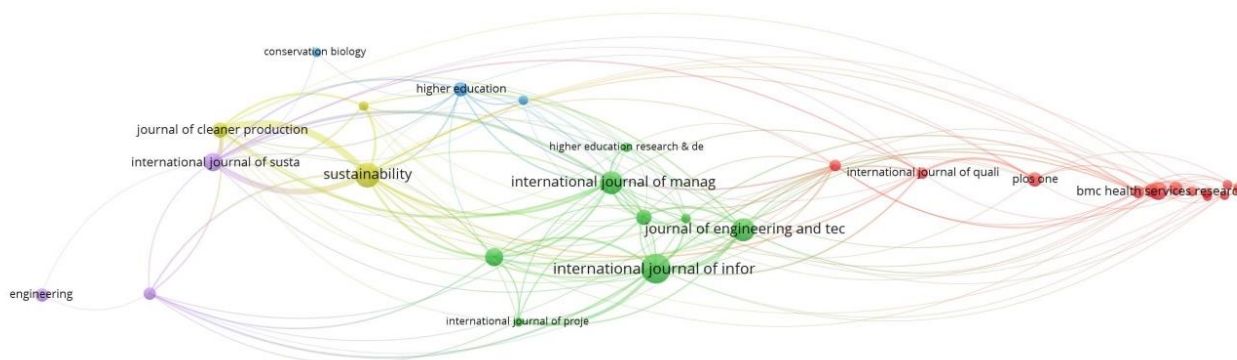 conservation biology
higher education
journal of cleaner production
higher education research & de
international journal of susta
sustainability
international journal of manag
international journal of quali
plos one
bmc health services research
journal of engineering and tec
international journal of infor
engineering
international journal of proje